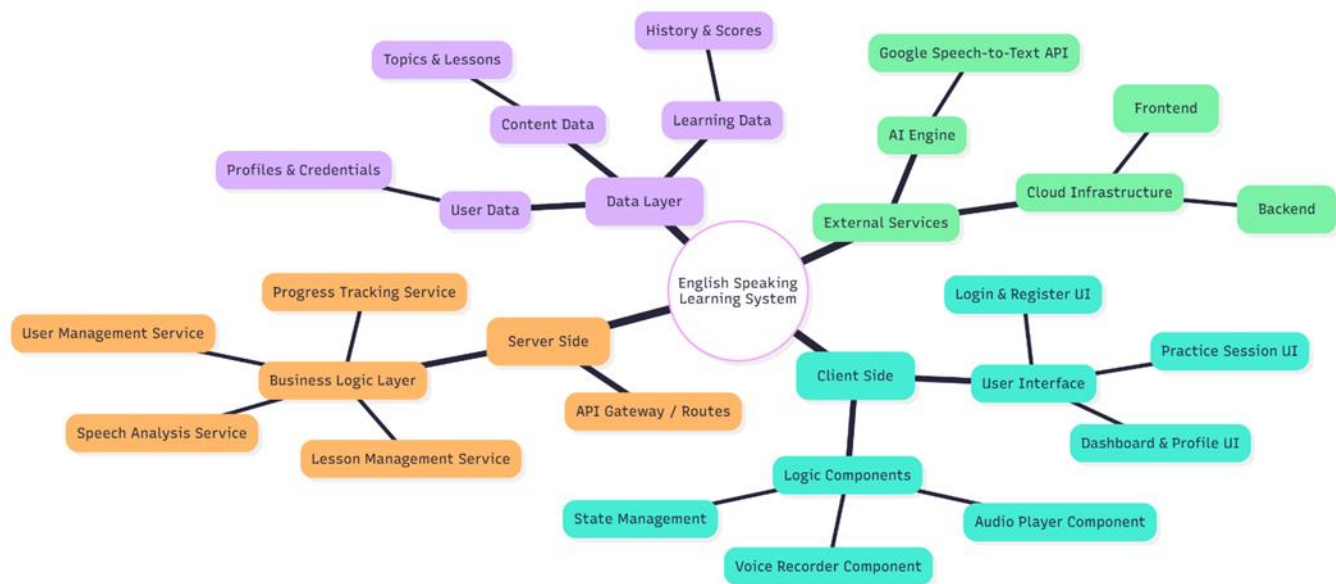 History & Scores
Google Speech-to-Text API
Topics & Lessons
Frontend
Content Data
Learning Data
AI Engine
Profiles & Credentials
Cloud Infrastructure
User Data
Data Layer
External Services
Backend
English Speaking
Learning System
Progress Tracking Service
Login & Register UI
User Management Service
Server Side
Practice Session UI
Business Logic Layer
Client Side
User Interface
API Gateway / Routes
Speech Analysis Service
Dashboard & Profile UI
Lesson Management Service
Logic Components
State Management
Audio Player Component
Voice Recorder Component